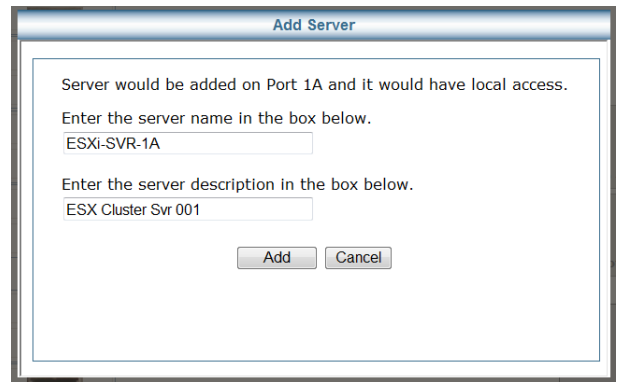 Add Server
Server would be added on Port 1A and it would have local access.
Enter the server name in the box below.
ESXi-SVR-1A
Enter the server description in the box below.
ESX Cluster Svr 001
Add Cancel